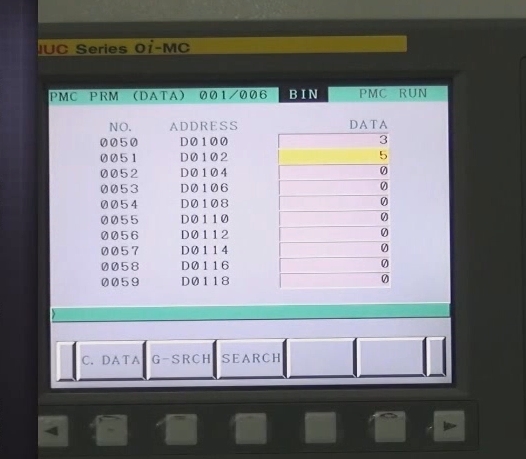 UC Series 0i-MC
PMC PRM (DATA) 001/006 BIN PMC RUN
NO. ADDRESS DATA
0050 D0100 3
0051 D0102 5
0052 D0104 0
0053 D0106 0
0054 D0108 0
0055 D0110 0
0056 D0112 0
0057 D0114 0
0058 D0116 0
0059 D0118 0
)
C. DATA G-SRCH SEARCH